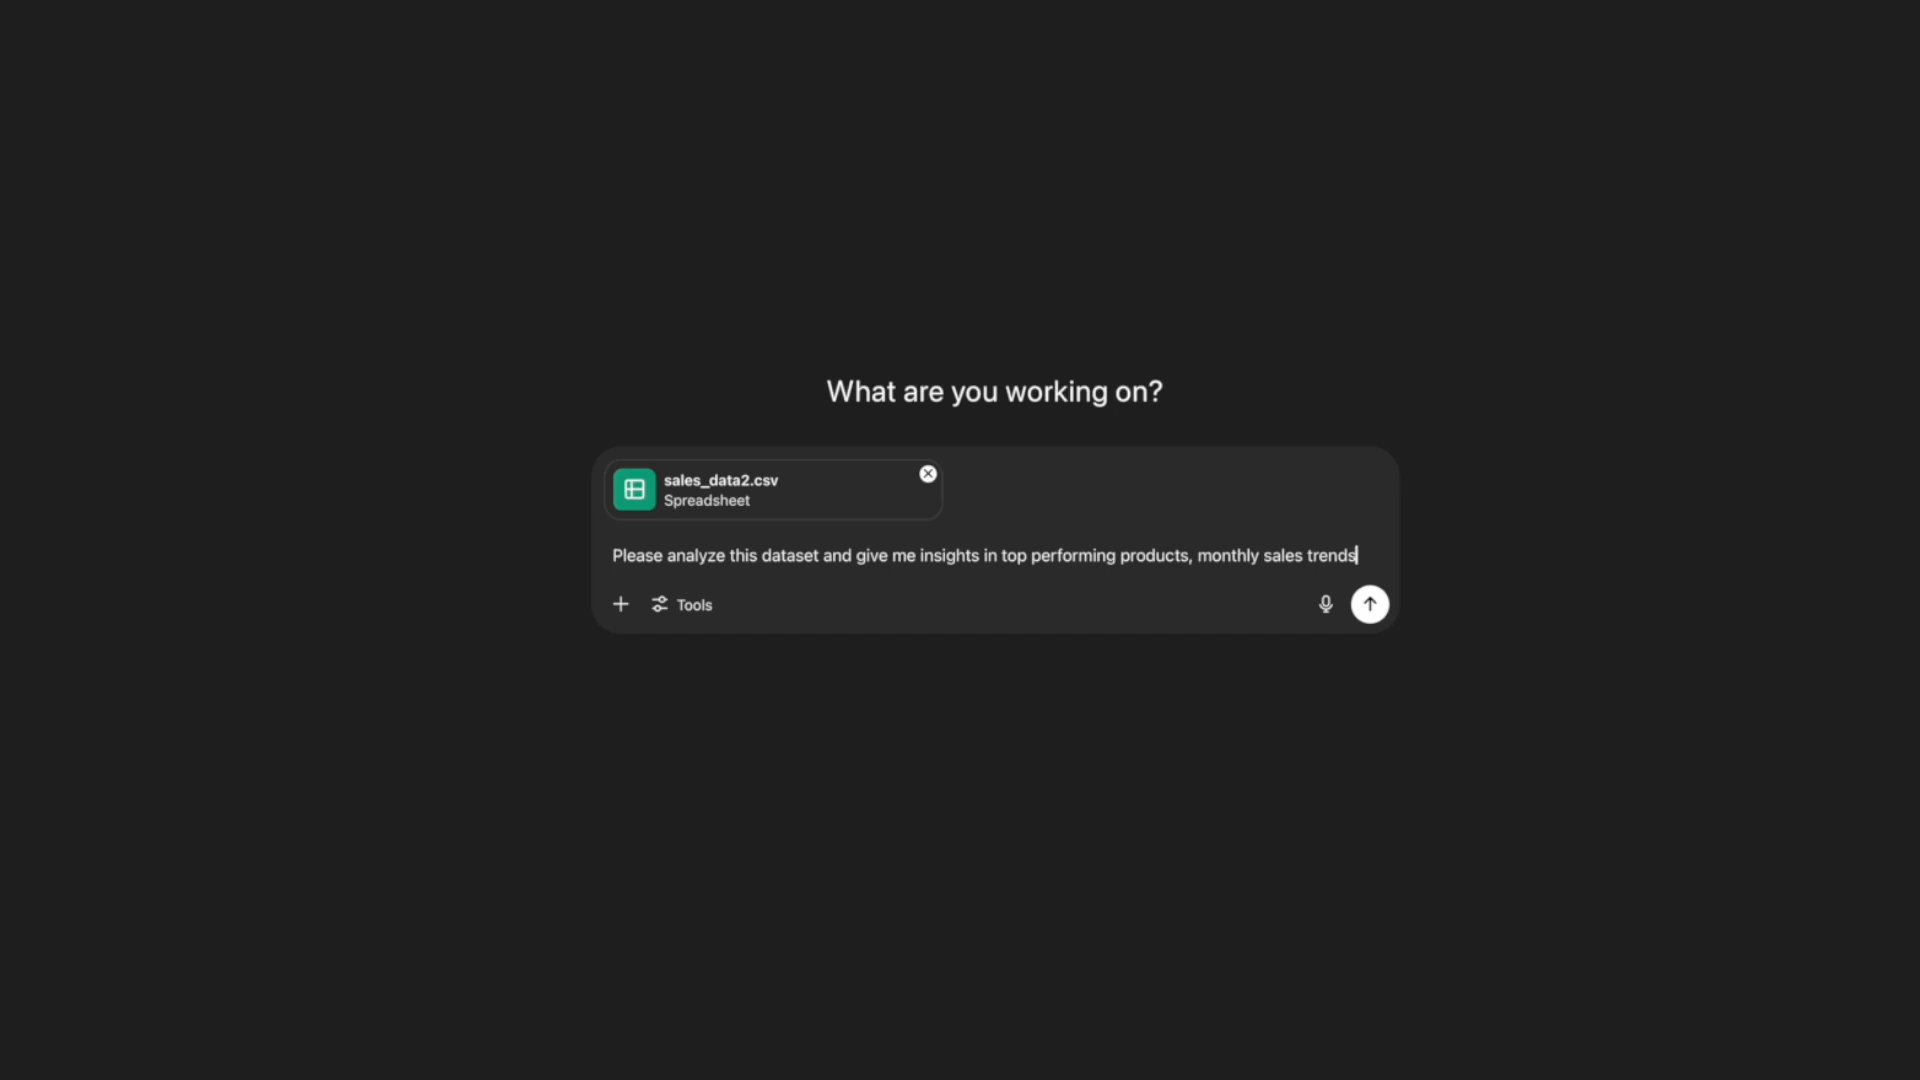 What are you working on?
sales_data2.csv
Spreadsheet
Please analyze this dataset and give me insights in top performing products, monthly sales trends
Tools